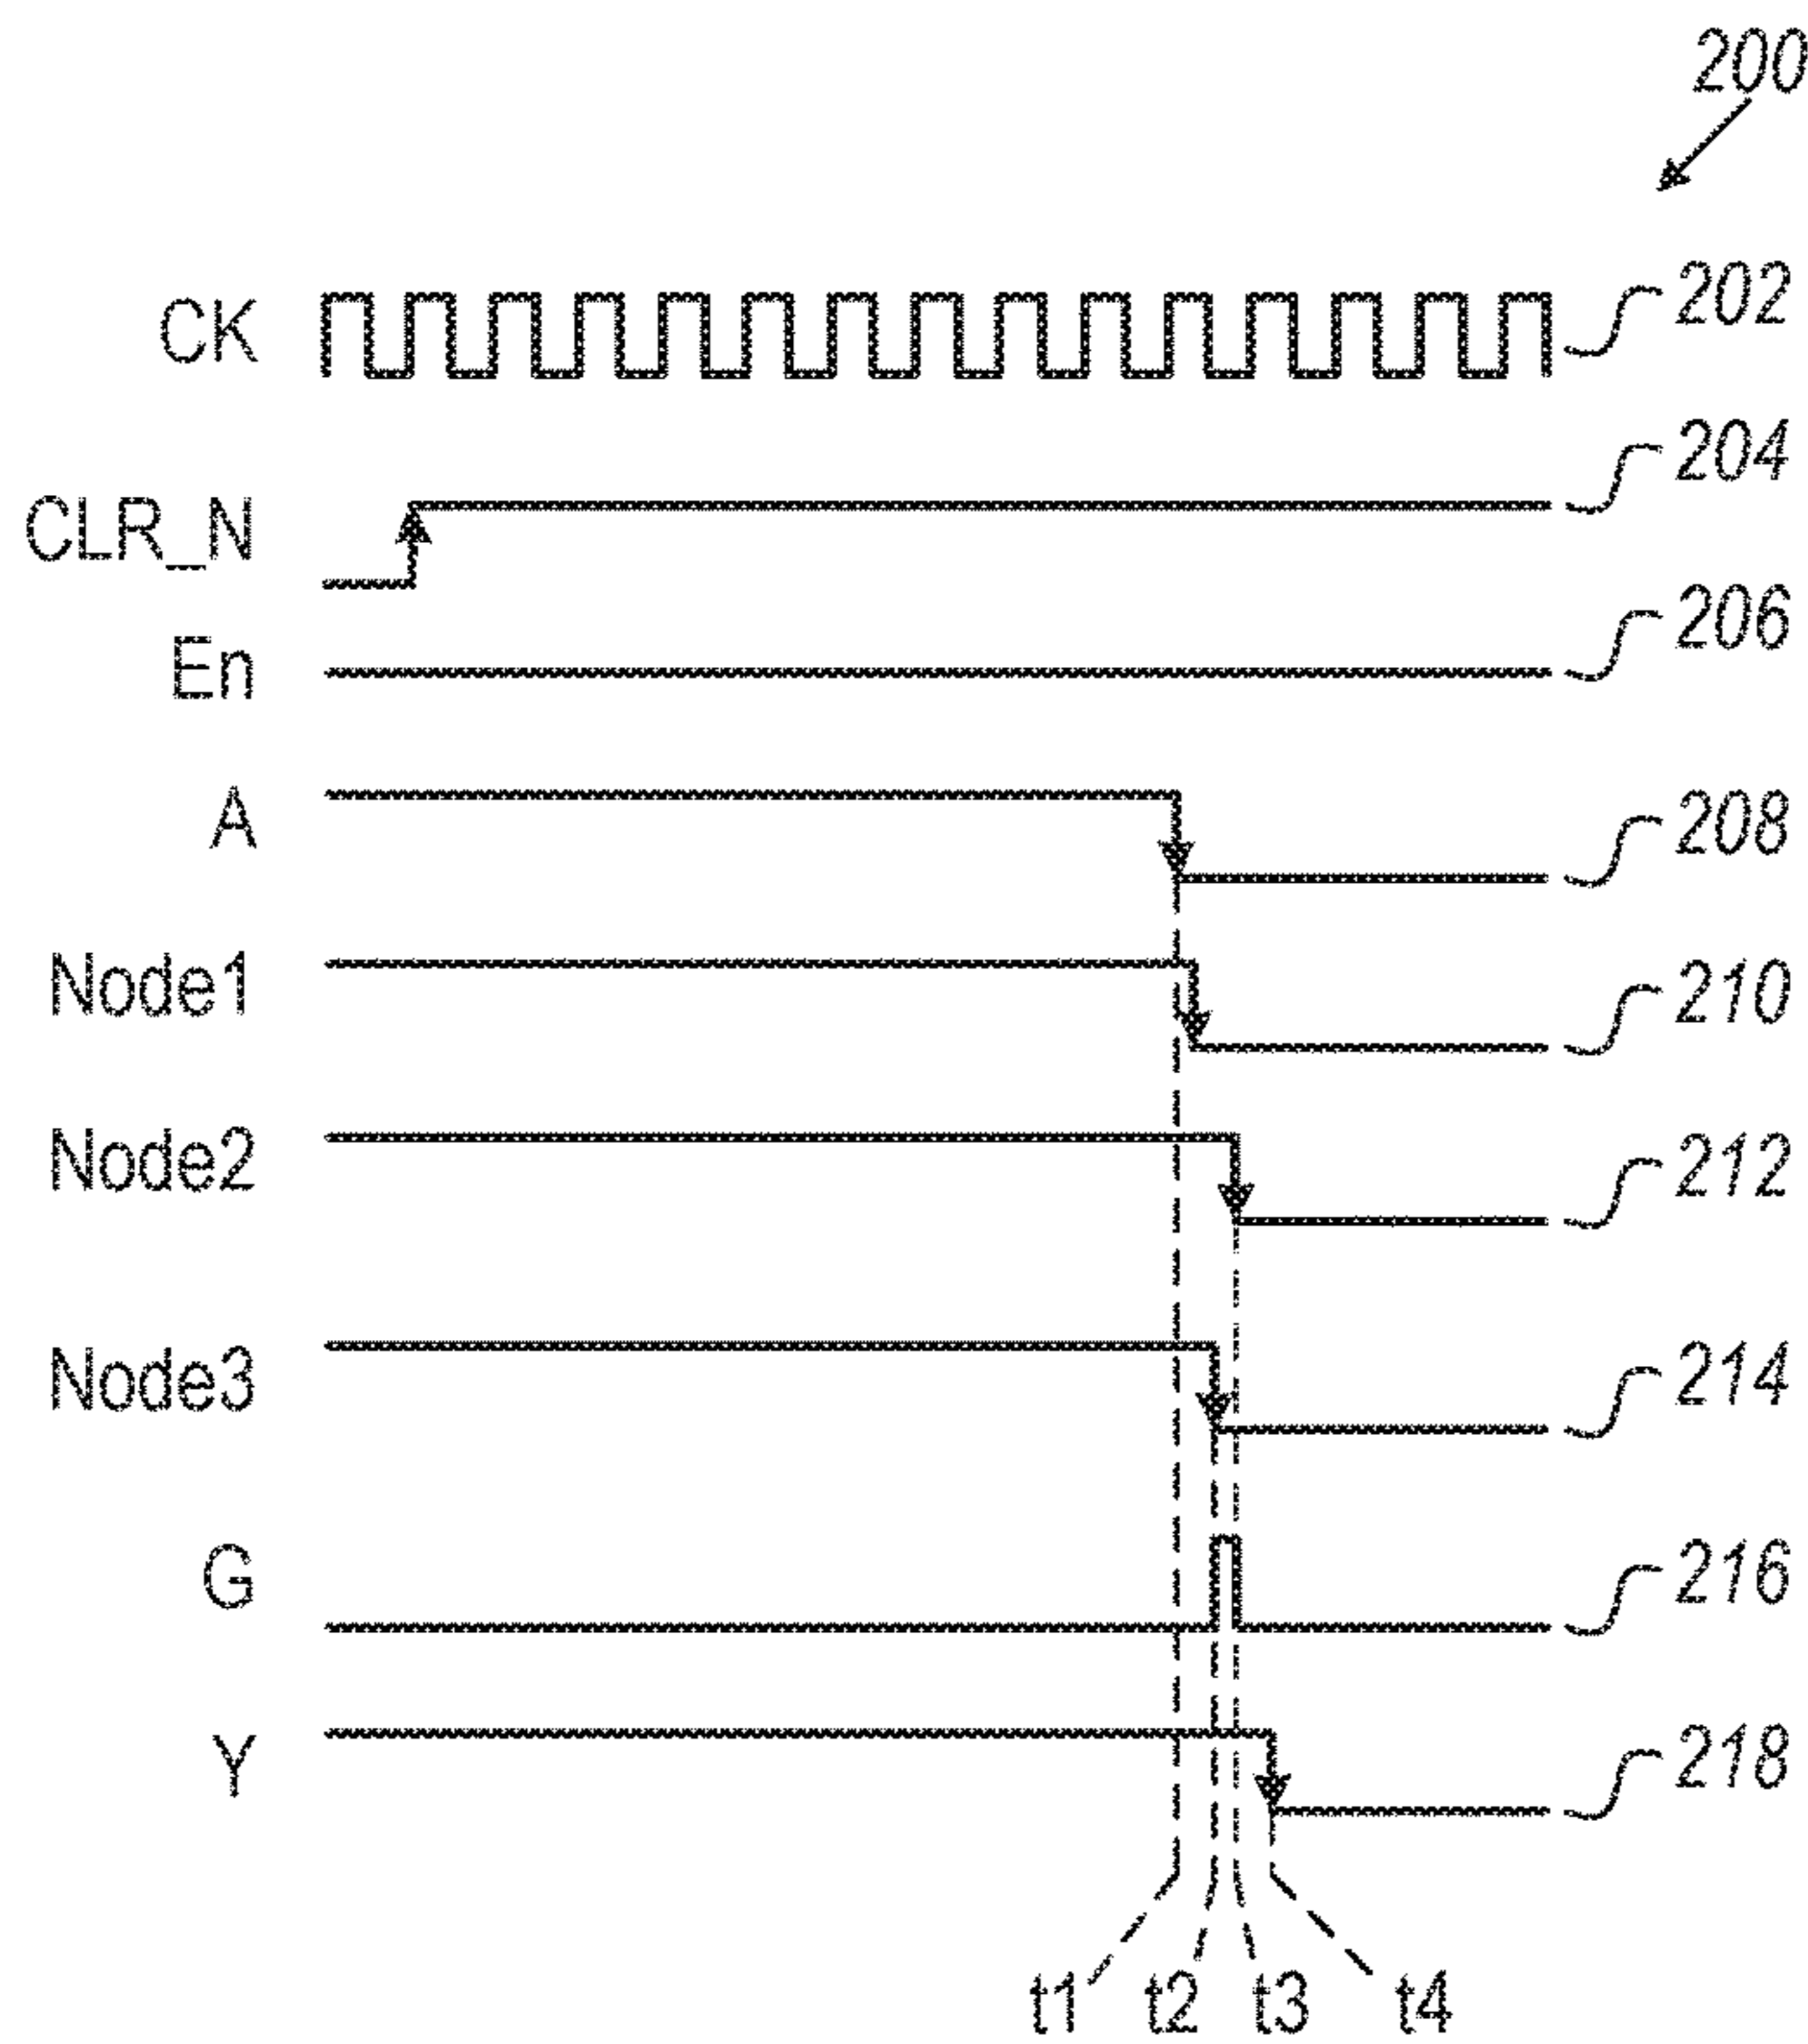 200
CK 202
CLR_N 204
En 206
A 208
Node1 210
Node2 212
Node3 214
G 216
Y 218
t1 t2 t3 t4